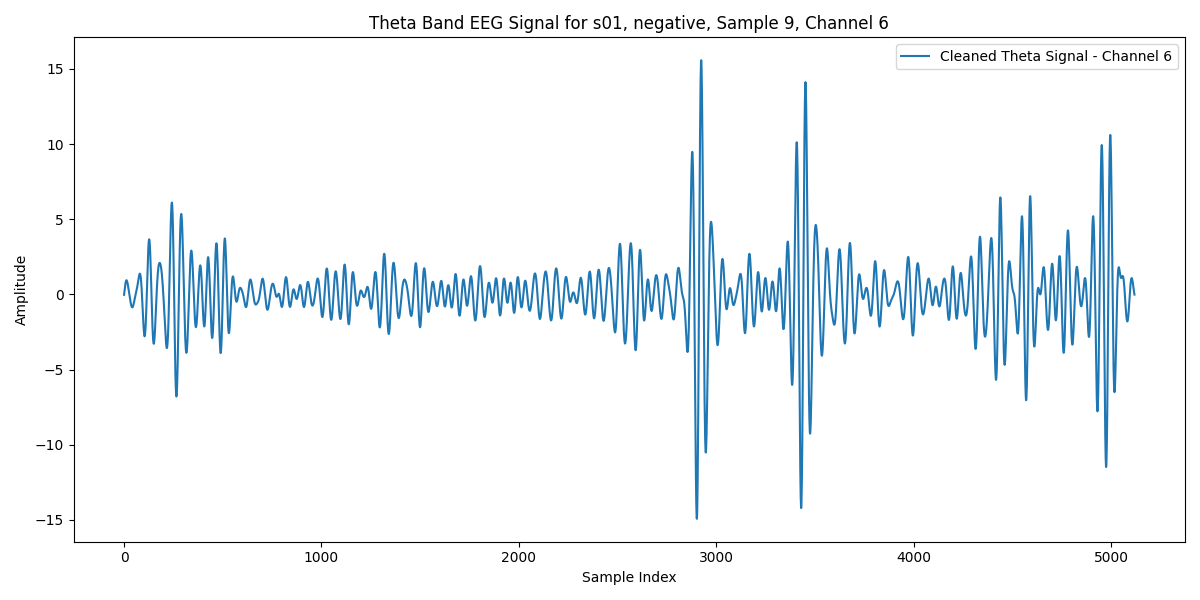 Theta Band EEG Signal for s01, negative, Sample 9, Channel 6
Cleaned Theta Signal - Channel 6
Amplitude
15
10
5
0
−5
−10
−15
0 1000 2000 3000 4000 5000
Sample Index